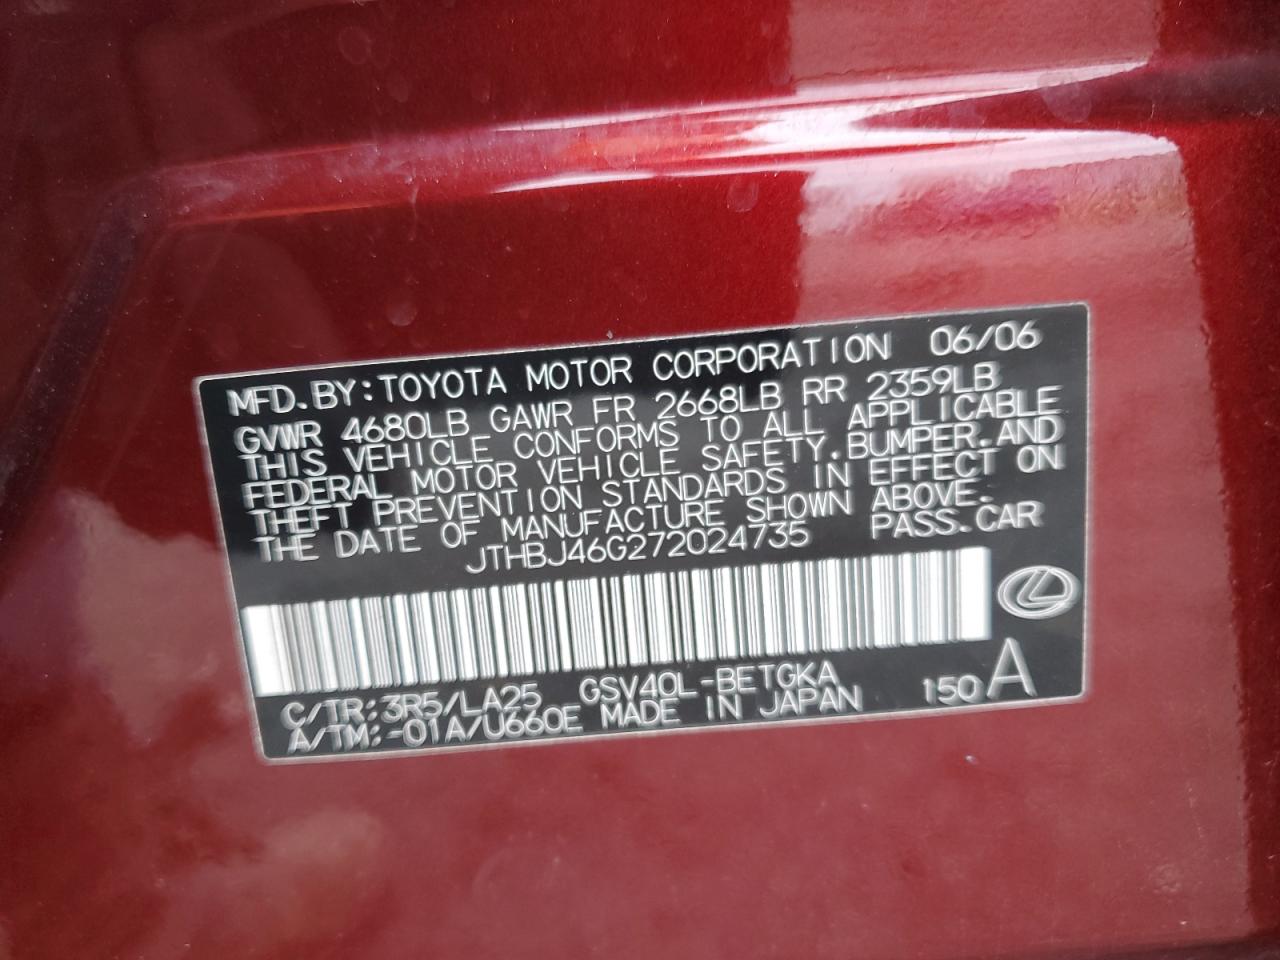 MFD. BY: TOYOTA MOTOR CORPORATION 06/06
GVWR 4680LB GAWR FR 2668LB RR 2359LB
THIS VEHICLE CONFORMS TO ALL APPLICABLE
FEDERAL MOTOR VEHICLE SAFETY, BUMPER, AND
THEFT PREVENTION STANDARDS IN EFFECT ON
THE DATE OF MANUFACTURE SHOWN ABOVE.
JTHBJ46G272024735 PASS. CAR
C/TR: 3R5/LA25 GSV40L-BETGKA
A/TM: -01A/U660E MADE IN JAPAN 150 A